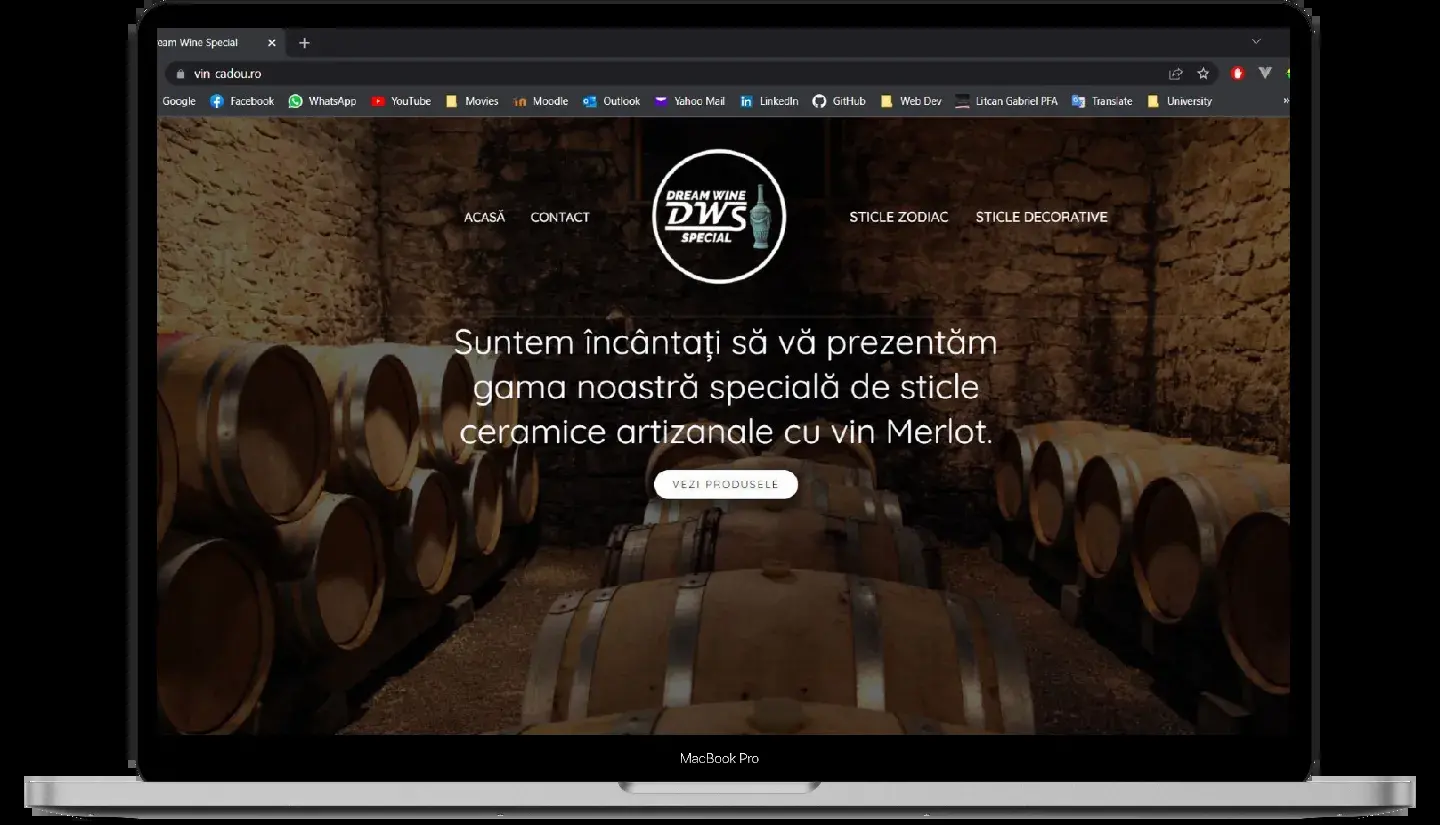 eam Wine Special
vin-cadou.ro
Google Facebook WhatsApp YouTube Movies Moodle Outlook Yahoo Mail LinkedIn GitHub Web Dev Litcan Gabriel PFA Translate University »
ACASĂ CONTACT STICLE ZODIAC STICLE DECORATIVE
DREAM WINE
DWS
SPECIAL
Suntem încântați să vă prezentăm
gama noastră specială de sticle
ceramice artizanale cu vin Merlot.
VEZI PRODUSELE
MacBook Pro